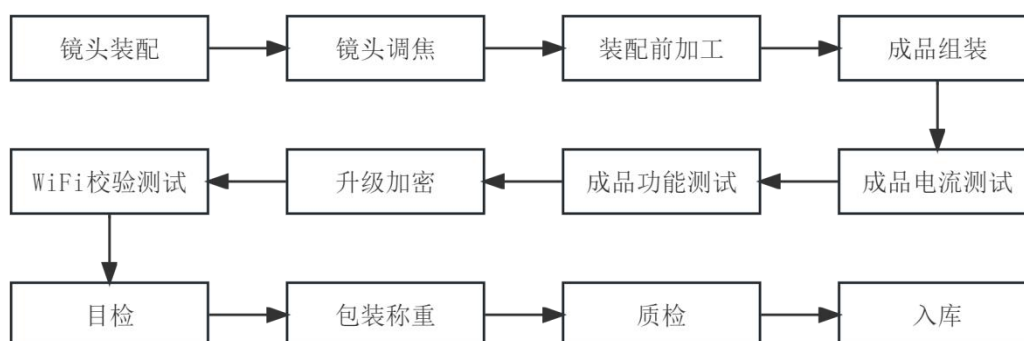 镜头装配
镜头调焦
装配前加工
成品组装
成品电流测试
成品功能测试
升级加密
WiFi校验测试
目检
包装称重
质检
入库